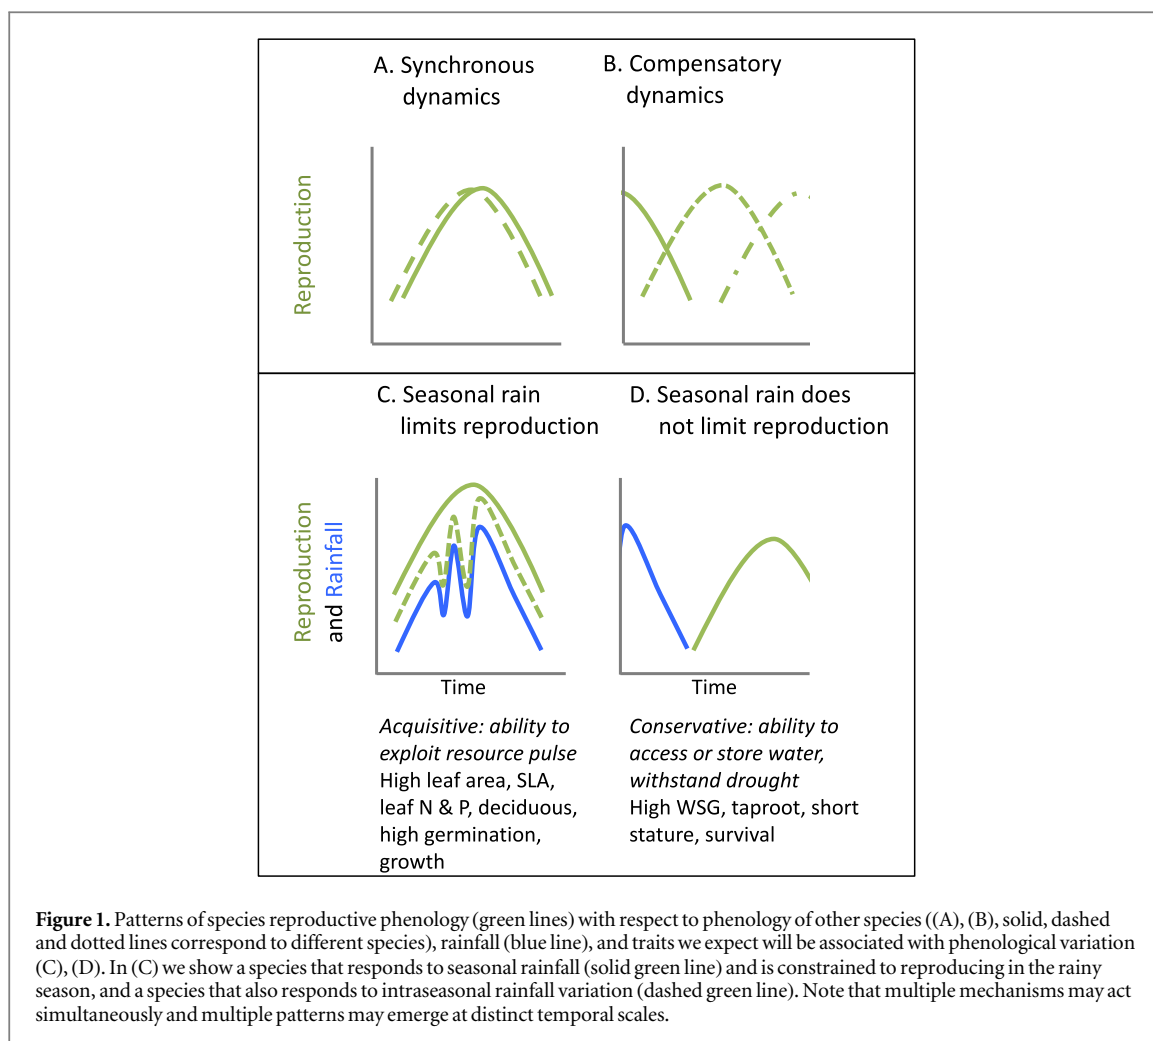 A. Synchronous
dynamics
B. Compensatory
dynamics
Reproduction
C. Seasonal rain
limits reproduction
D. Seasonal rain does
not limit reproduction
Reproduction
and Rainfall
Time
Time
Acquisitive: ability to
exploit resource pulse
High leaf area, SLA,
leaf N & P, deciduous,
high germination,
growth
Conservative: ability to
access or store water,
withstand drought
High WSG, taproot, short
stature, survival
Figure 1. Patterns of species reproductive phenology (green lines) with respect to phenology of other species ((A), (B), solid, dashed
and dotted lines correspond to different species), rainfall (blue line), and traits we expect will be associated with phenological variation
(C), (D). In (C) we show a species that responds to seasonal rainfall (solid green line) and is constrained to reproducing in the rainy
season, and a species that also responds to intraseasonal rainfall variation (dashed green line). Note that multiple mechanisms may act
simultaneously and multiple patterns may emerge at distinct temporal scales.